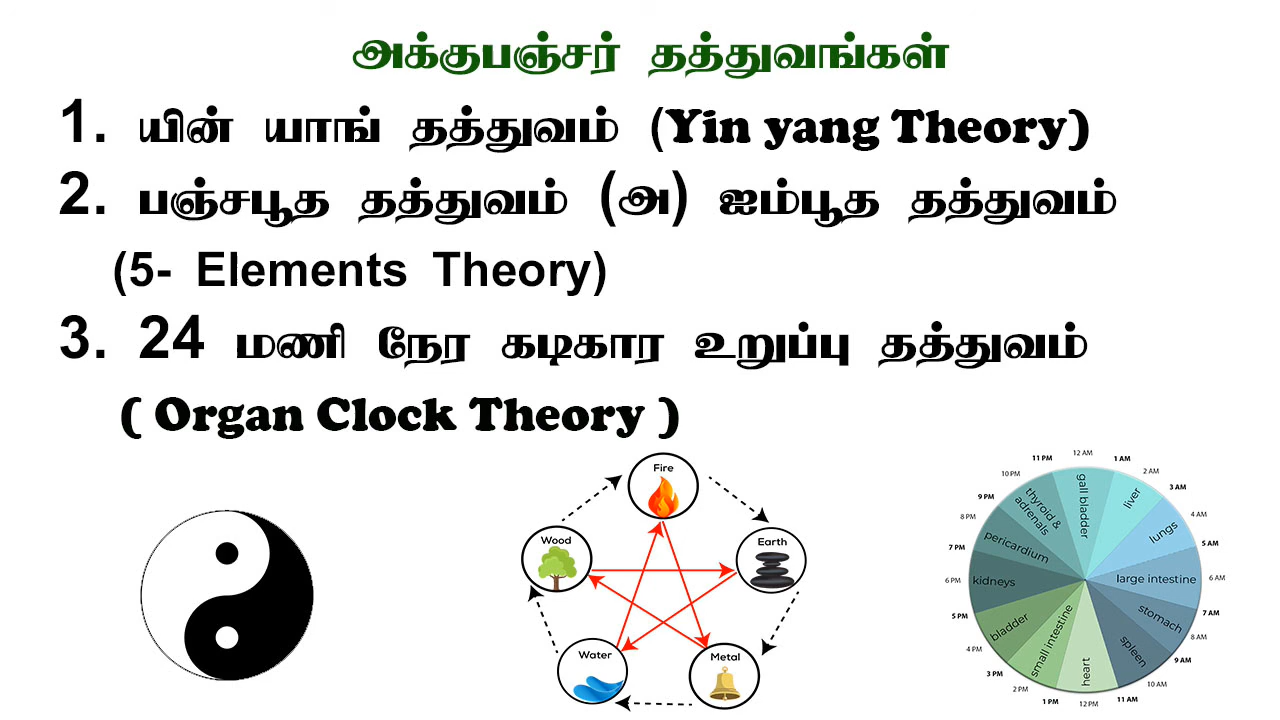 அக்குபஞ்சர் தத்துவங்கள்
1. யின் யாங் தத்துவம் (Yin yang Theory)
2. பஞ்சபூத தத்துவம் (அ) ஐம்பூத தத்துவம்
(5- Elements Theory)
3. 24 மணி நேர கடிகார உறுப்பு தத்துவம்
( Organ Clock Theory )
Fire
Wood
Earth
Water
Metal
12 AM
1 AM
2 AM
3 AM
4 AM
5 AM
6 AM
7 AM
8 AM
9 AM
10 AM
11 AM
12 PM
1 PM
2 PM
3 PM
4 PM
5 PM
6 PM
7 PM
8 PM
9 PM
10 PM
11 PM
gall bladder
liver
lungs
large intestine
stomach
spleen
heart
small intestine
bladder
kidneys
pericardium
thyroid &
adrenals